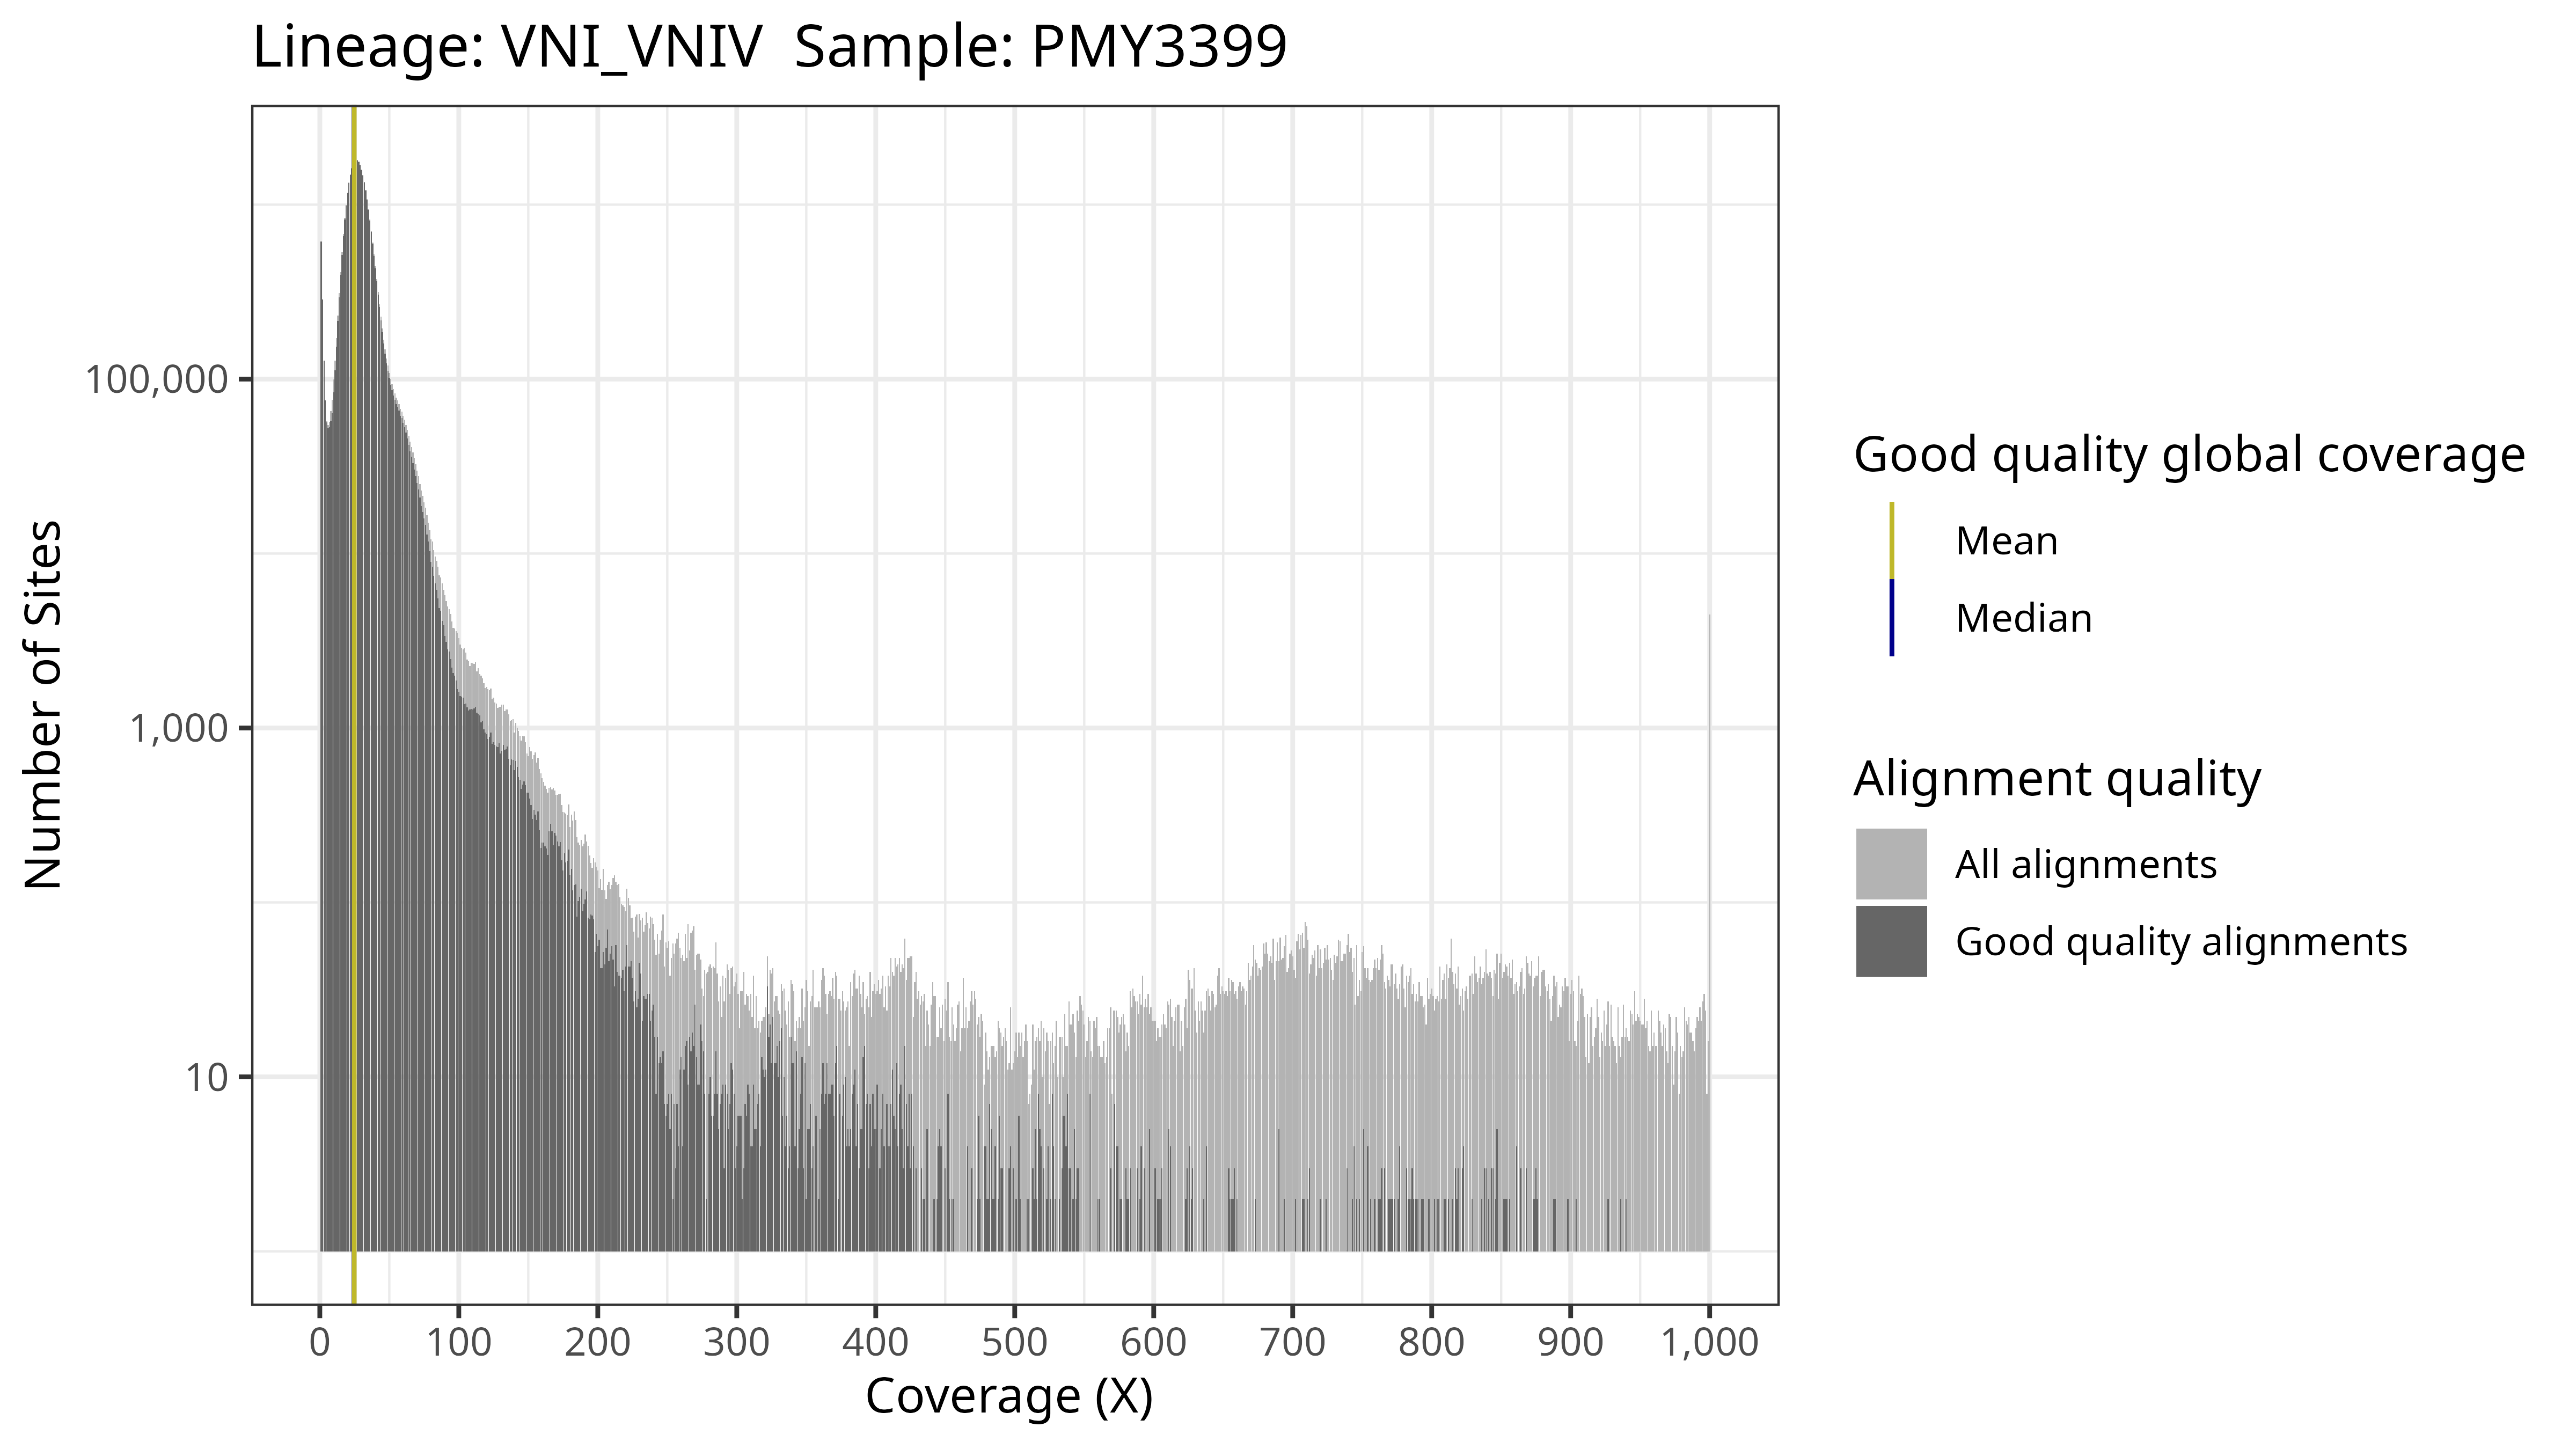 Lineage: VNI_VNIV  Sample: PMY3399
Number of Sites
100,000
1,000
10
0 100 200 300 400 500 600 700 800 900 1,000
Coverage (X)
Good quality global coverage
Mean
Median
Alignment quality
All alignments
Good quality alignments